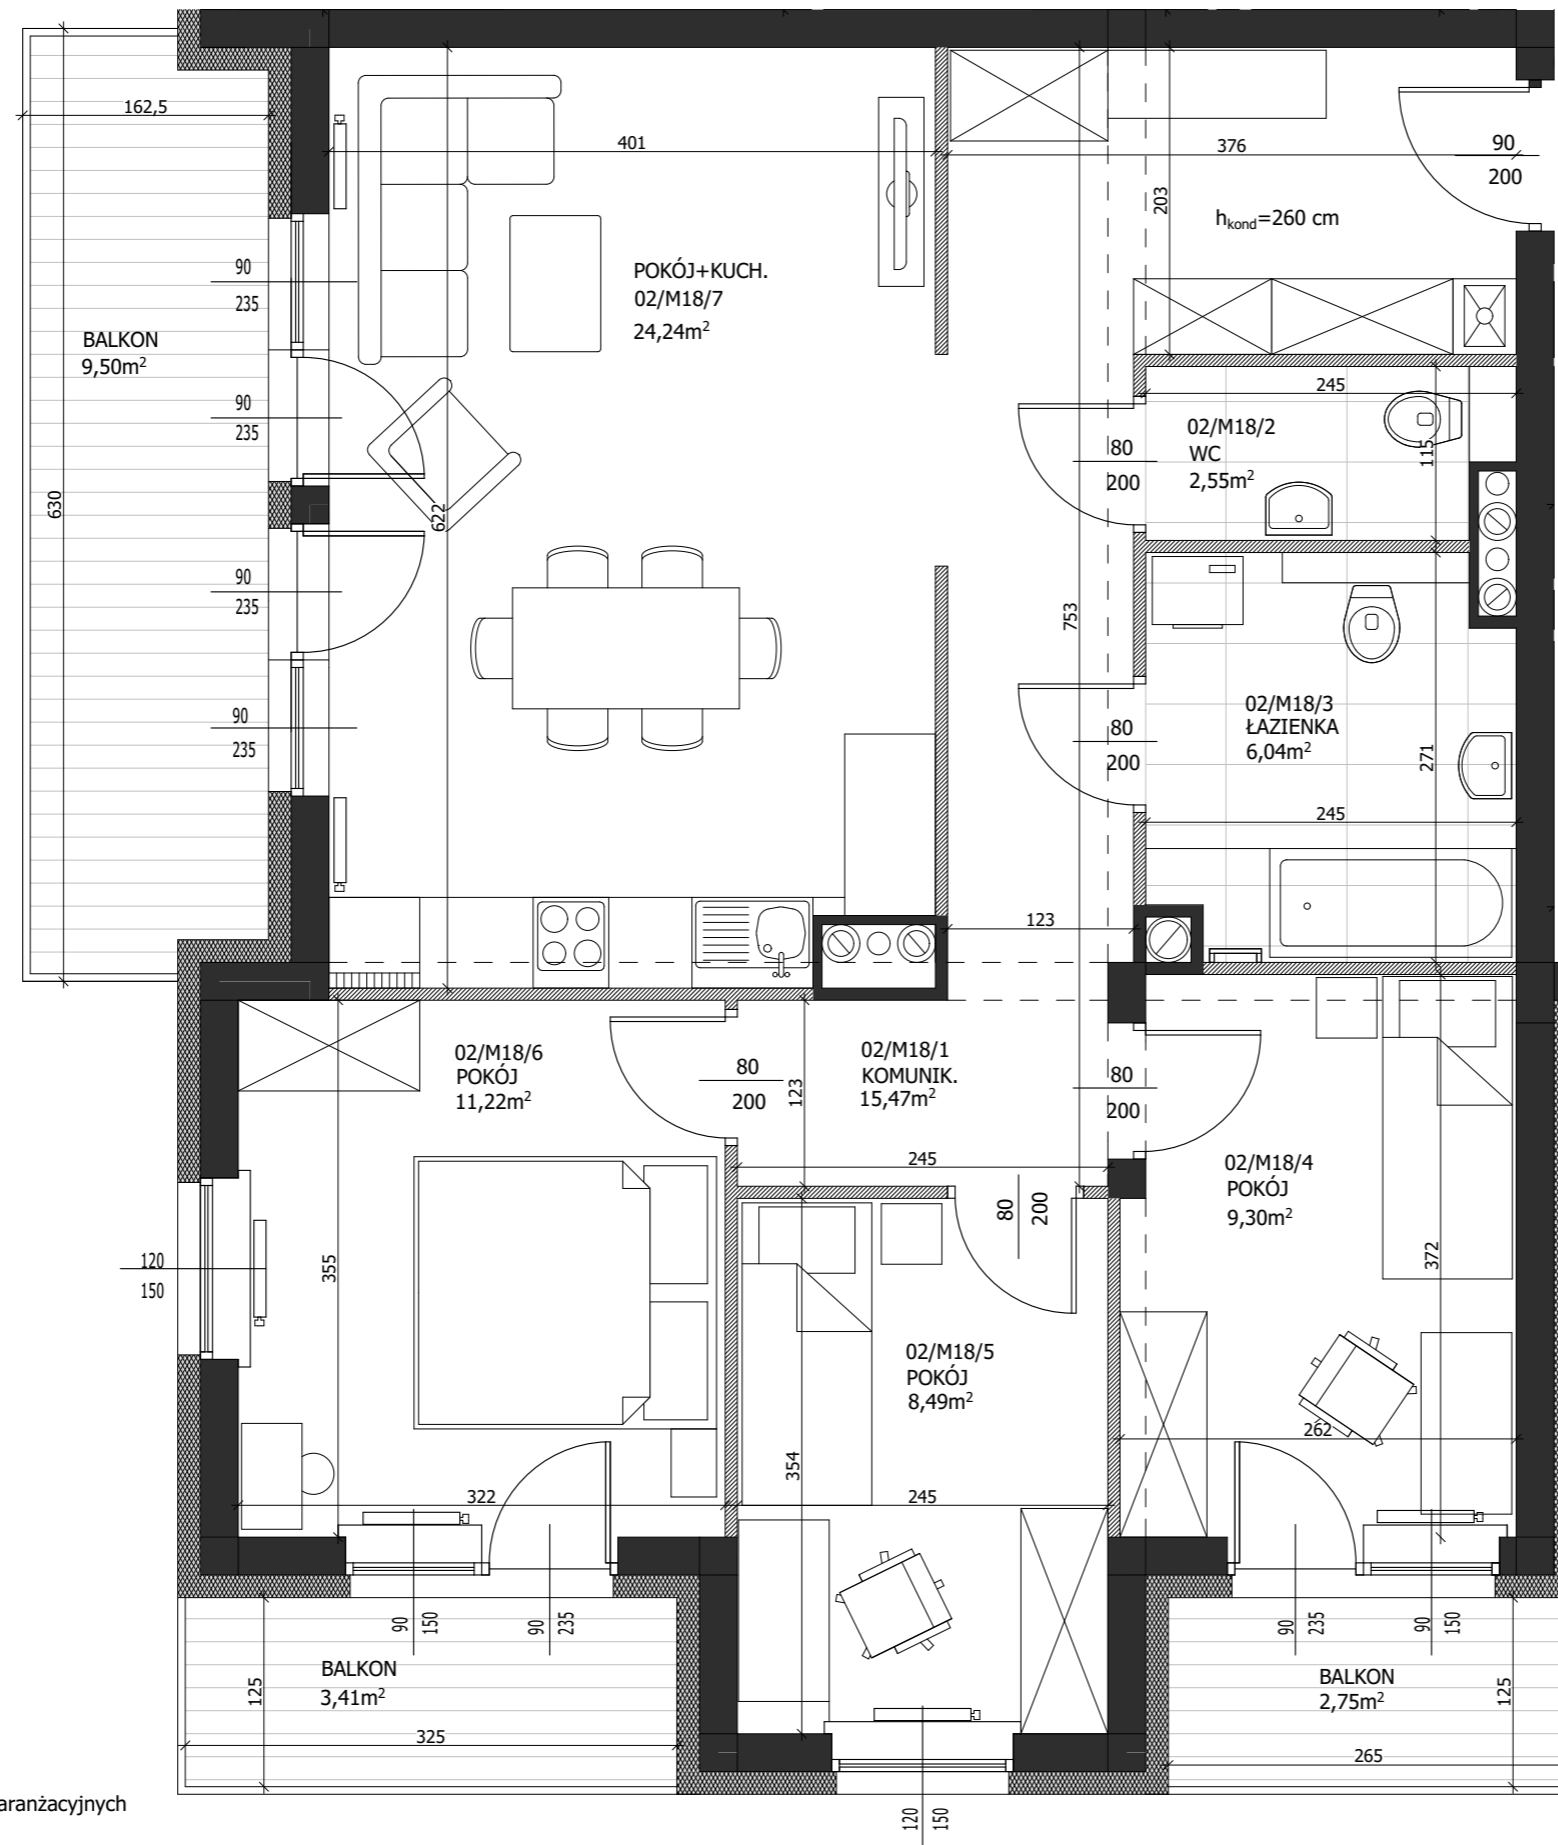 162,5
401
376
90
200
203
h_kond=260 cm
POKÓJ+KUCH.
02/M18/7
24,24m²
90
235
BALKON
9,50m²
90
235
245
02/M18/2
WC
2,55m²
115
80
200
630
622
90
235
753
02/M18/3
ŁAZIENKA
6,04m²
271
90
235
80
200
245
123
02/M18/6
POKÓJ
11,22m²
80
200
123
02/M18/1
KOMUNIK.
15,47m²
80
200
245
02/M18/4
POKÓJ
9,30m²
80
200
120
150
355
372
02/M18/5
POKÓJ
8,49m²
262
354
322
245
90
150
90
235
90
235
90
150
BALKON
3,41m²
125
325
BALKON
2,75m²
125
265
120
150
aranżacyjnych